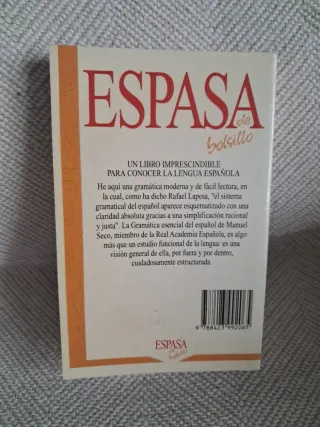 ESPASA
de
bolsillo
UN LIBRO IMPRESCINDIBLE
PARA CONOCER LA LENGUA ESPAÑOLA
He aquí una gramática moderna y de fácil lectura, en
la cual, como ha dicho Rafael Lapesa, "el sistema
gramatical del español aparece esquematizado con una
claridad absoluta gracias a una simplificación racional
y justa". La Gramática esencial del español de Manuel
Seco, miembro de la Real Academia Española, es algo
más que un estudio funcional de la lengua: es una
visión general de ella, por fuera y por dentro,
cuidadosamente estructurada.
9 788423 992065
ESPASA
de
bolsillo